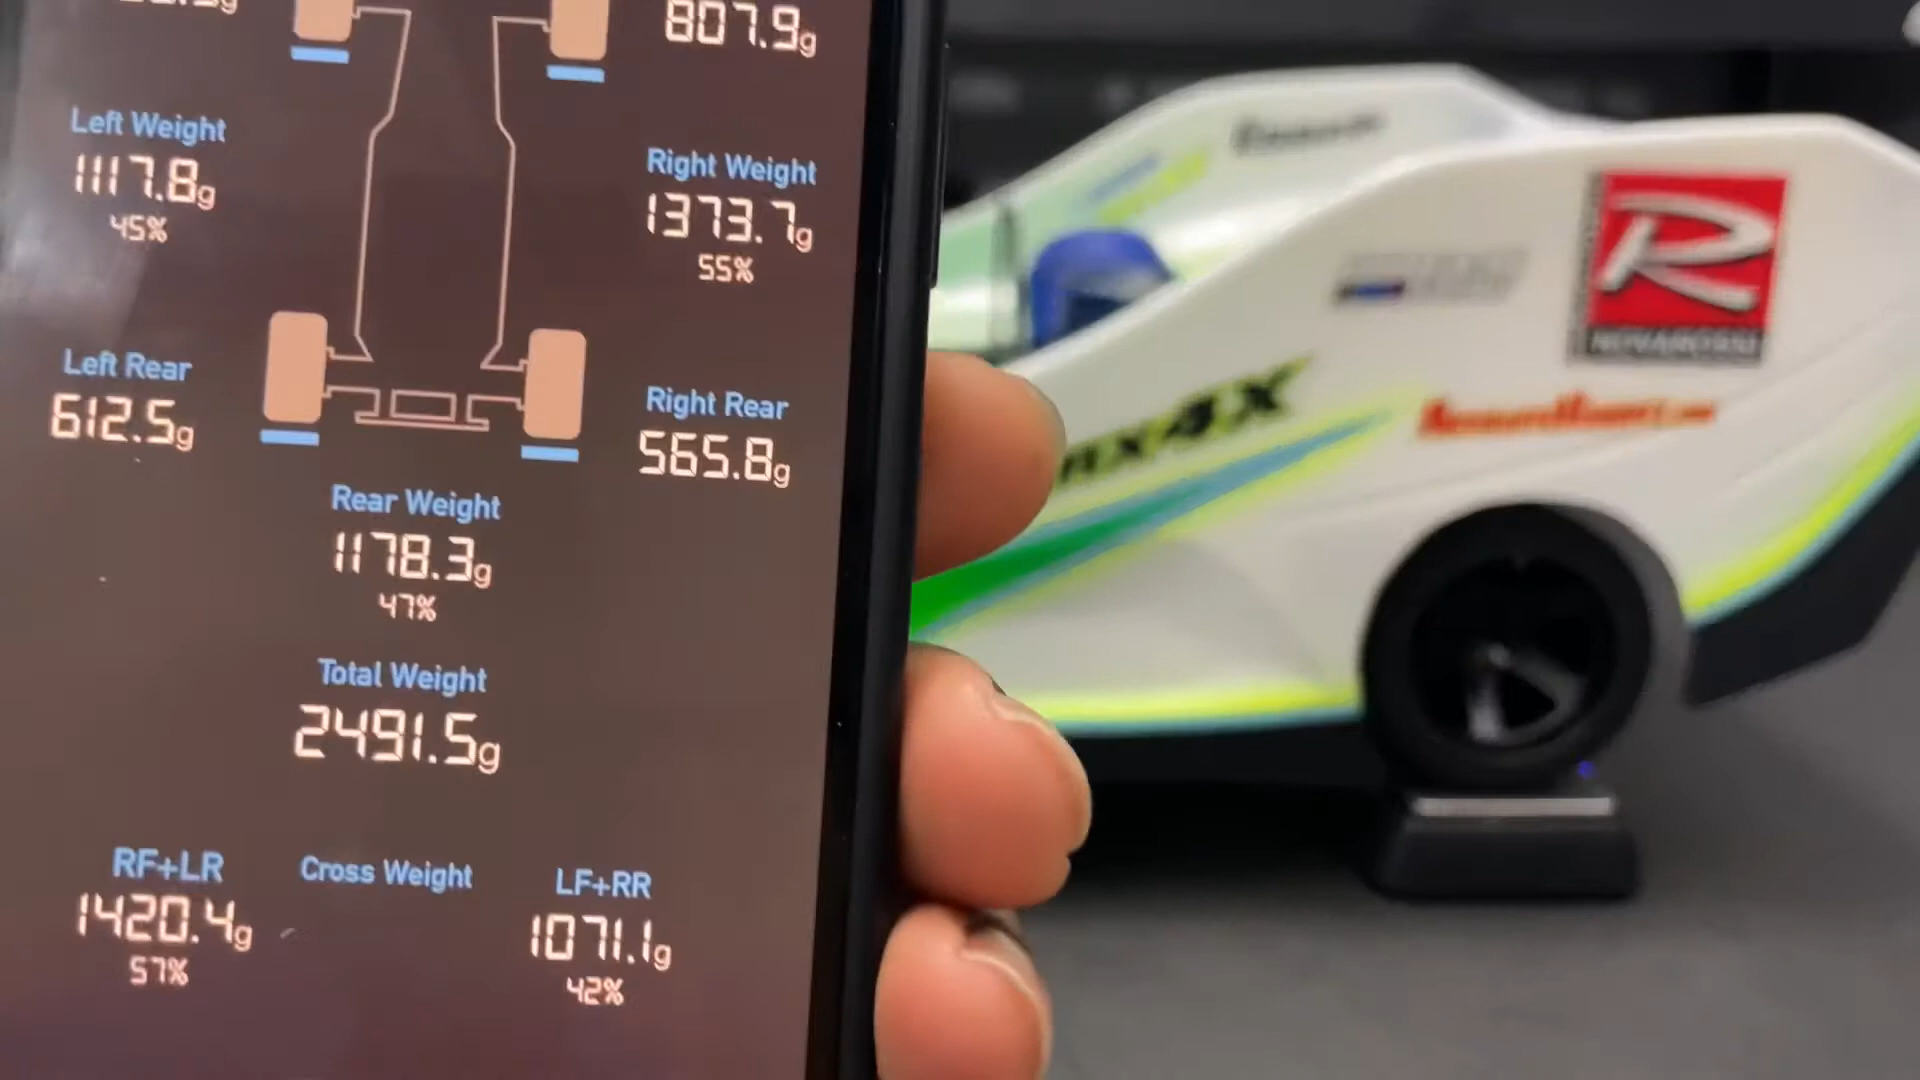 807.9g
Left Weight
1117.8g
45%
Right Weight
1373.7g
55%
Left Rear
612.5g
Right Rear
565.8g
Rear Weight
1178.3g
47%
Total Weight
2491.5g
RF+LR
1420.4g
57%
Cross Weight
LF+RR
1071.1g
42%
R
NOVAROSSI
nx4X